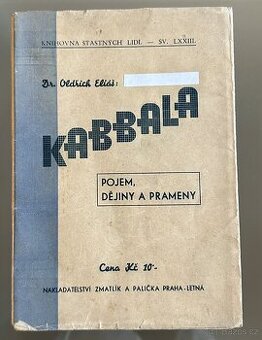 KNIHOVNA ŠŤASTNÝCH LIDÍ. — SV. LXXIII.
Dr. Oldřich Eliáš:
KABBALA
POJEM,
DĚJINY A PRAMENY
Cena Kč 10·-
NAKLADATELSTVÍ ZMATLÍK A PALIČKA PRAHA-LETNÁ